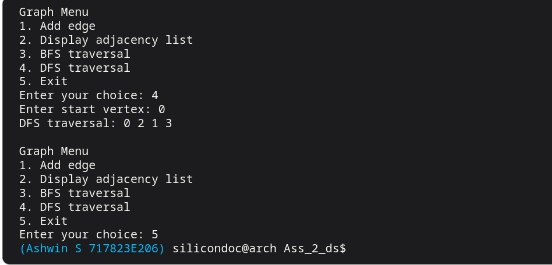 Graph Menu
1. Add edge
2. Display adjacency list
3. BFS traversal
4. DFS traversal
5. Exit
Enter your choice: 4
Enter start vertex: 0
DFS traversal: 0 2 1 3
Graph Menu
1. Add edge
2. Display adjacency list
3. BFS traversal
4. DFS traversal
5. Exit
Enter your choice: 5
(Ashwin S 717823E206) silicondoc@arch Ass_2_ds$